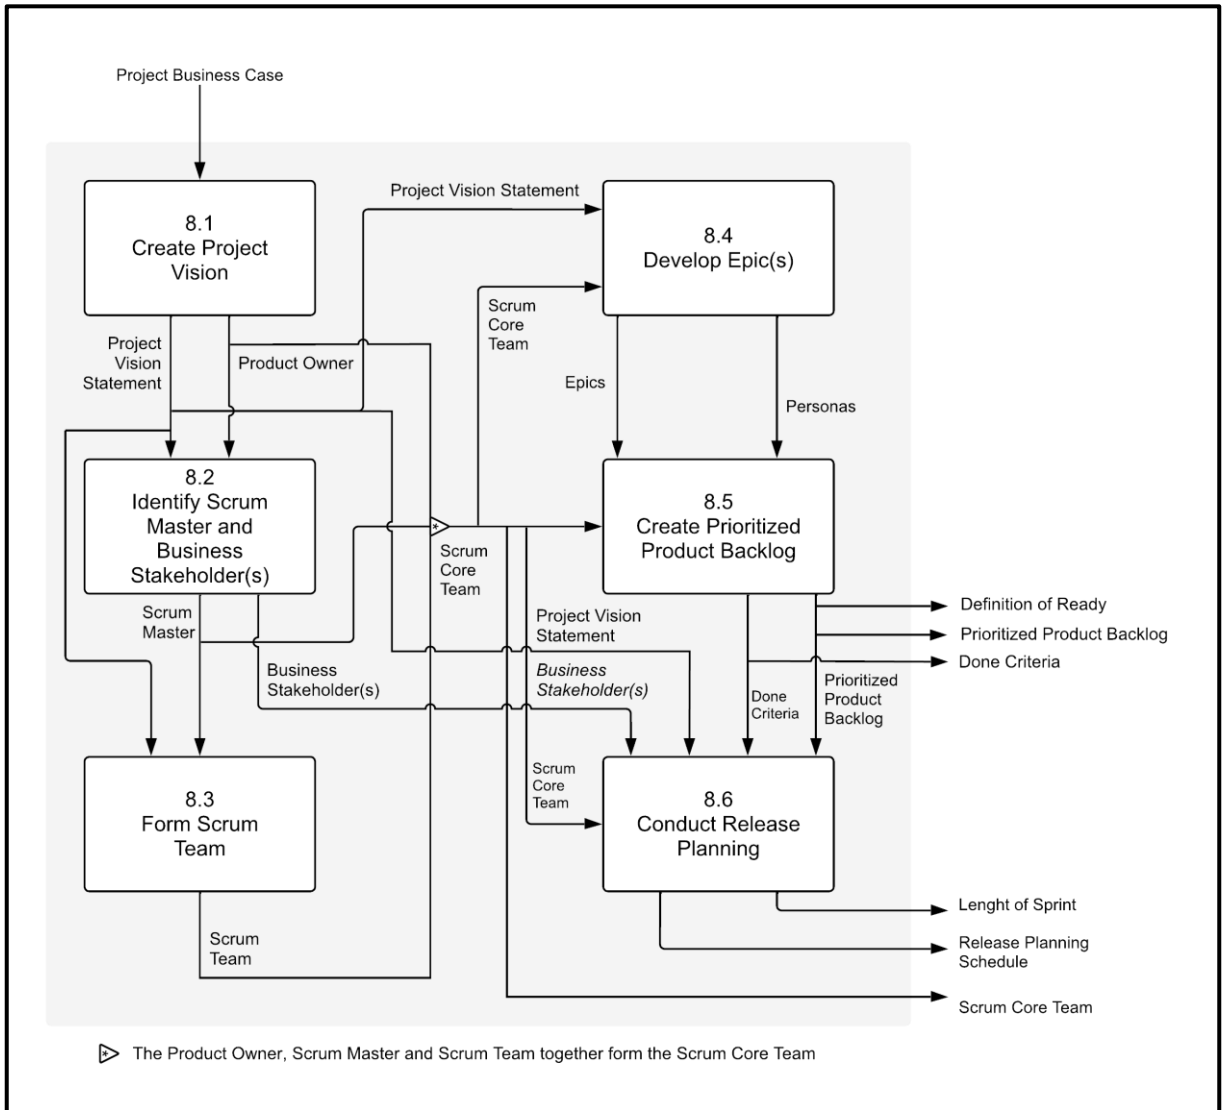 Project Business Case
8.1
Create Project
Vision
Project Vision Statement
8.4
Develop Epic(s)
Scrum
Core
Team
Project
Vision
Statement
Product Owner
Epics
Personas
8.2
Identify Scrum
Master and
Business
Stakeholder(s)
*
Scrum
Core
Team
8.5
Create Prioritized
Product Backlog
Scrum
Master
Business
Stakeholder(s)
Project Vision
Statement
Business
Stakeholder(s)
Definition of Ready
Prioritized Product Backlog
Done Criteria
Done
Criteria
Prioritized
Product
Backlog
Scrum
Core
Team
8.3
Form Scrum
Team
8.6
Conduct Release
Planning
Scrum
Team
Lenght of Sprint
Release Planning
Schedule
Scrum Core Team
* The Product Owner, Scrum Master and Scrum Team together form the Scrum Core Team